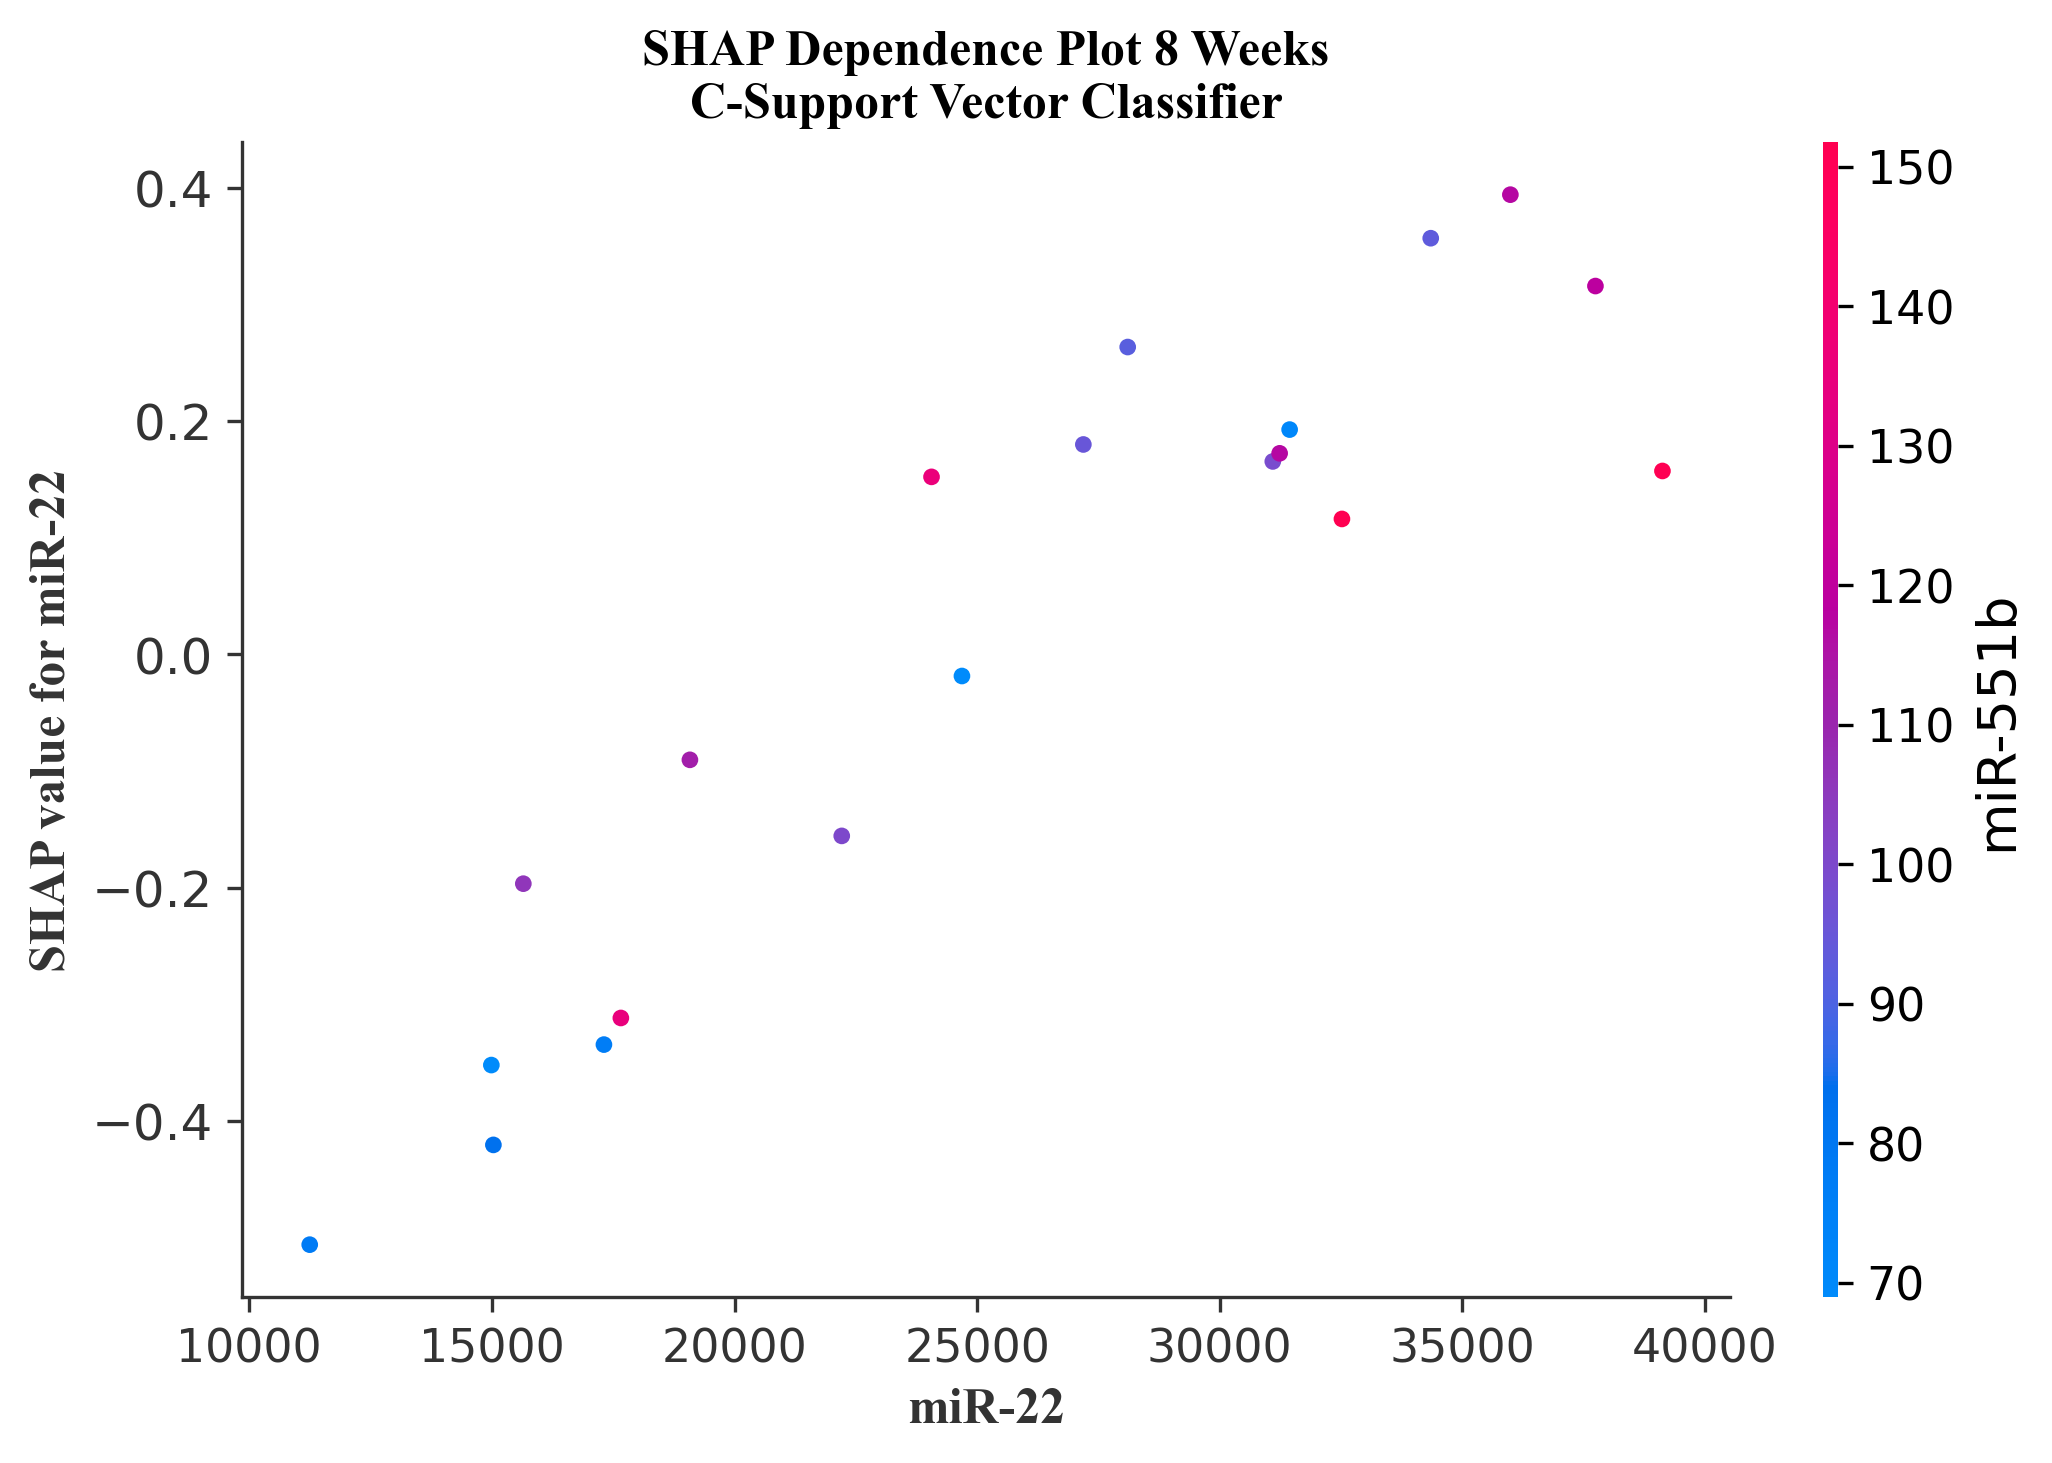 SHAP Dependence Plot 8 Weeks
C-Support Vector Classifier
SHAP value for miR-22
0.4
0.2
0.0
−0.2
−0.4
10000 15000 20000 25000 30000 35000 40000
miR-22
150
140
130
120
110
100
90
80
70
miR-551b